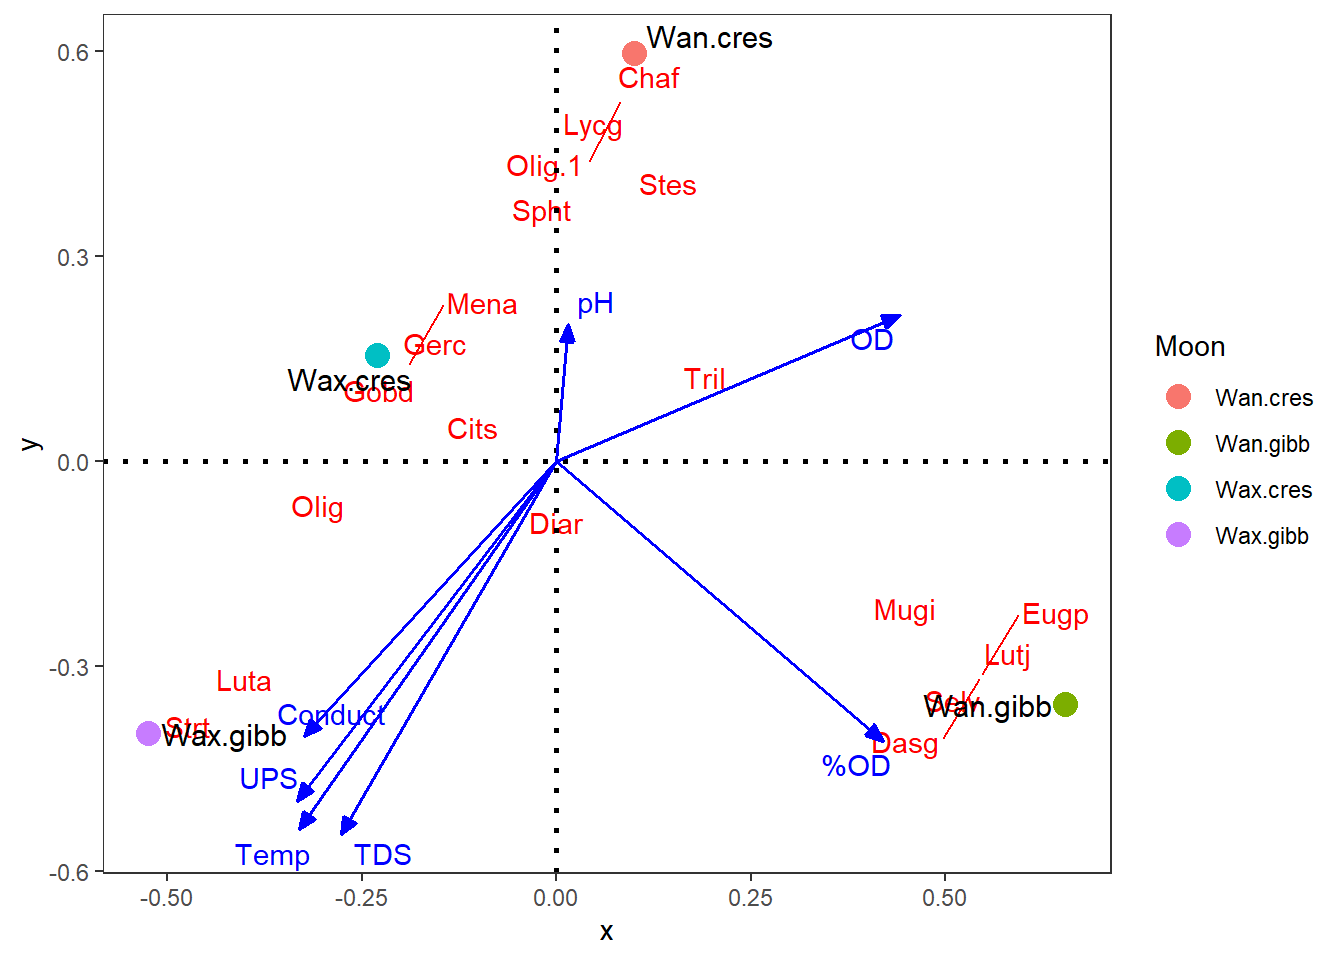 Wan.cres
0.6
Chaf
Lycg
Olig.1
Stes
Spht
0.3
Mena
pH
Gerc
OD
Wax.cres
Gobd
Tril
Cits
y
0.0
Olig
Diar
Mugi
Eugp
Lutj
-0.3
Luta
Conduct
Strt
Wax.gibb
Wan.gibb
Dasg
%OD
UPS
Temp
TDS
-0.6
-0.50
-0.25
0.00
0.25
0.50
x
Moon
Wan.cres
Wan.gibb
Wax.cres
Wax.gibb